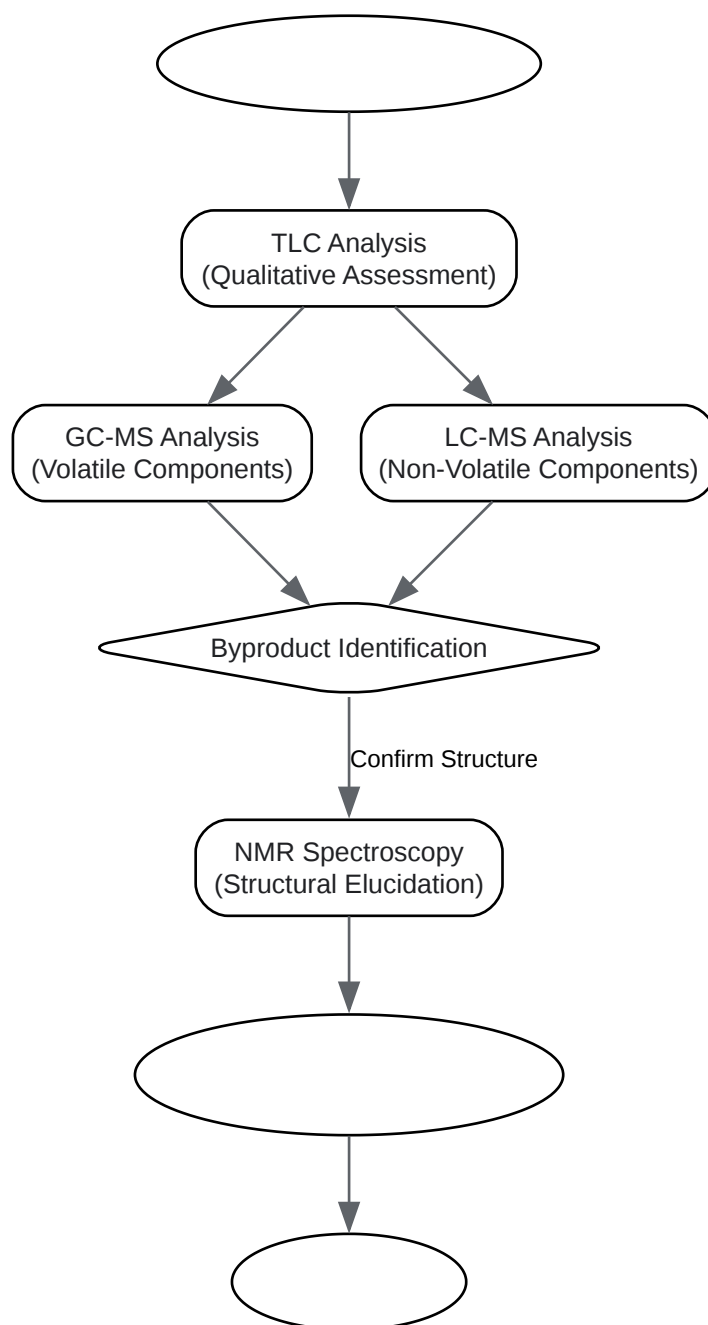 TLC Analysis
(Qualitative Assessment)
GC-MS Analysis
(Volatile Components)
LC-MS Analysis
(Non-Volatile Components)
Byproduct Identification
Confirm Structure
NMR Spectroscopy
(Structural Elucidation)